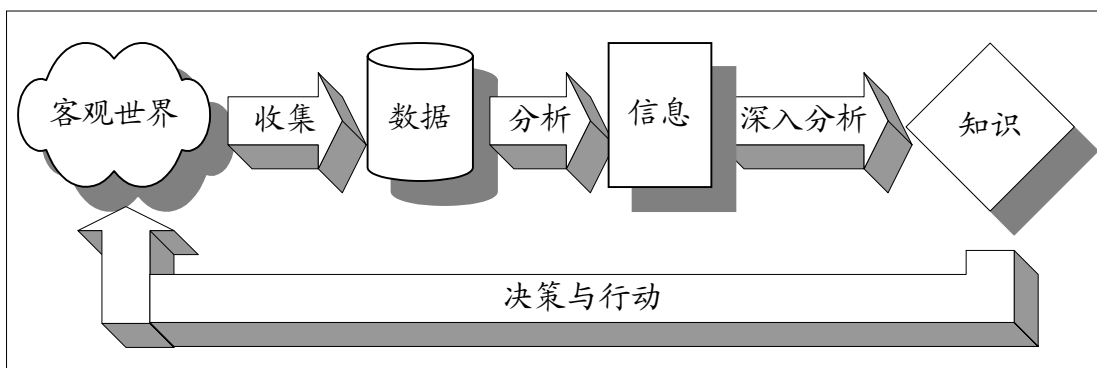 客观世界
收集
数据
分析
信息
深入分析
知识
决策与行动